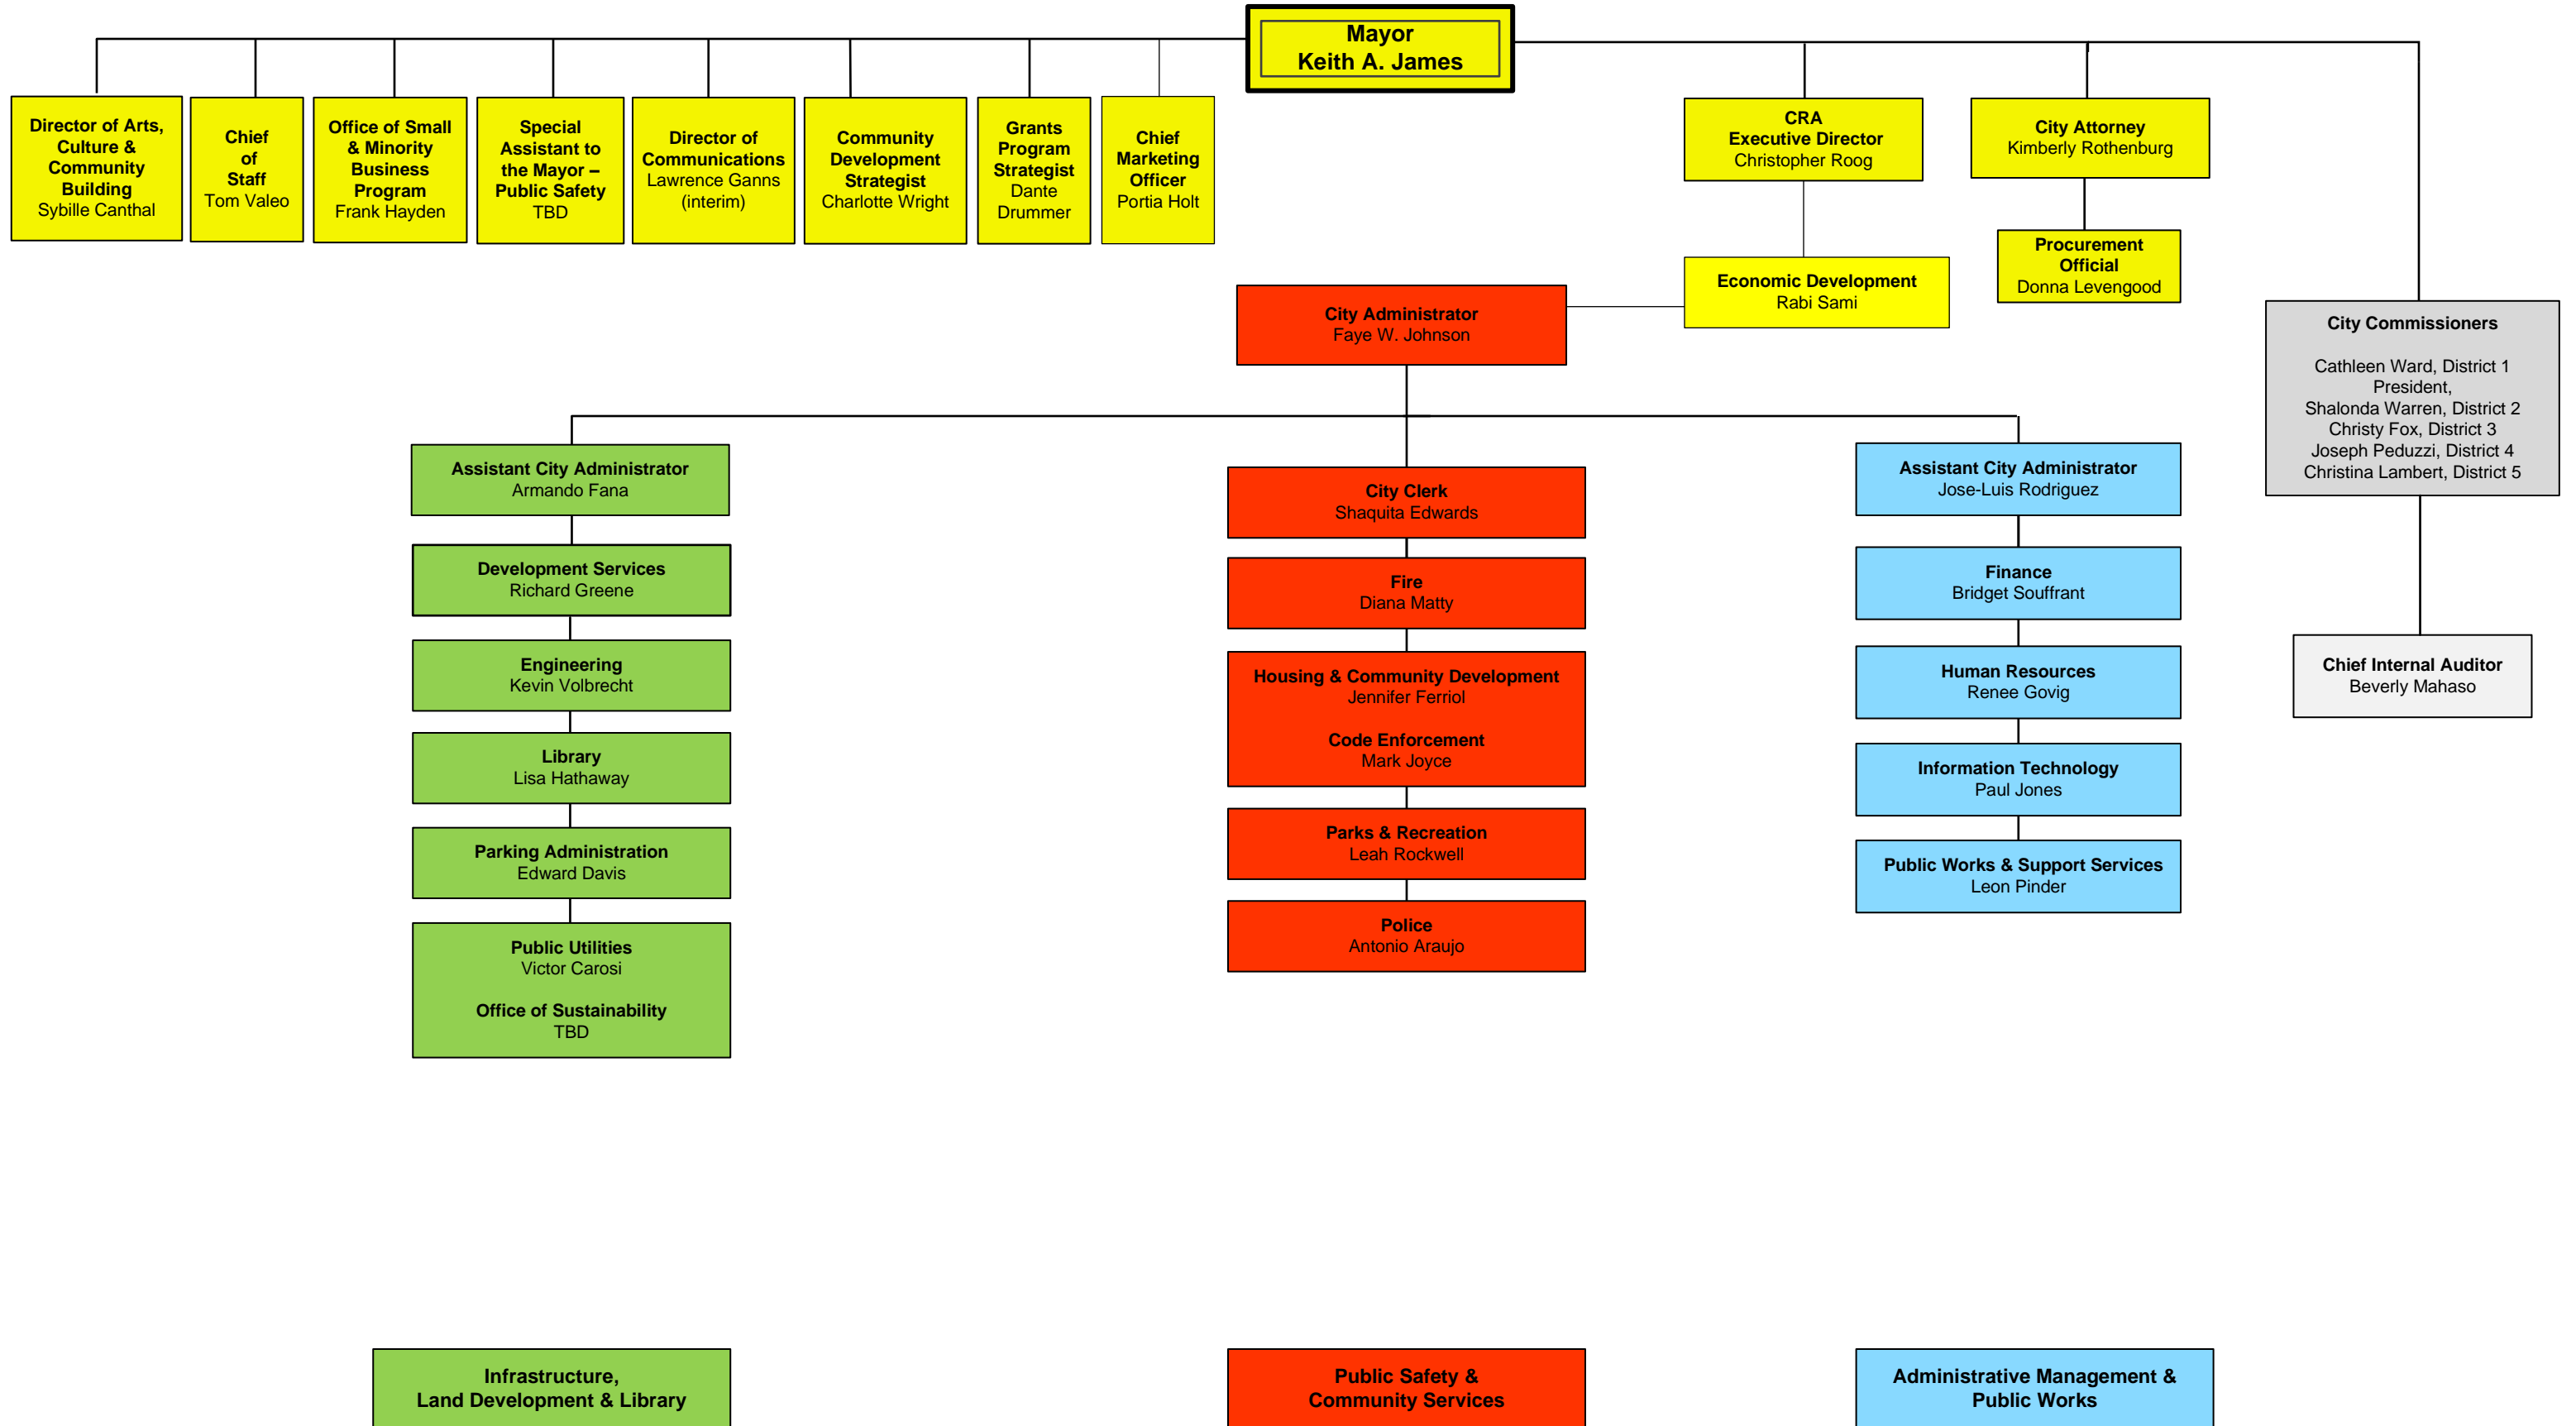 Mayor
Keith A. James
Director of Arts,
Culture &
Community
Building
Sybille Canthal
Chief
of
Staff
Tom Valeo
Office of Small
& Minority
Business
Program
Frank Hayden
Special
Assistant to
the Mayor –
Public Safety
TBD
Director of
Communications
Lawrence Ganns
(interim)
Community
Development
Strategist
Charlotte Wright
Grants
Program
Strategist
Dante
Drummer
Chief
Marketing
Officer
Portia Holt
CRA
Executive Director
Christopher Roog
City Attorney
Kimberly Rothenburg
Procurement
Official
Donna Levengood
Economic Development
Rabi Sami
City Administrator
Faye W. Johnson
City Commissioners
Cathleen Ward, District 1
President,
Shalonda Warren, District 2
Christy Fox, District 3
Joseph Peduzzi, District 4
Christina Lambert, District 5
Chief Internal Auditor
Beverly Mahaso
Assistant City Administrator
Armando Fana
Development Services
Richard Greene
Engineering
Kevin Volbrecht
Library
Lisa Hathaway
Parking Administration
Edward Davis
Public Utilities
Victor Carosi
Office of Sustainability
TBD
City Clerk
Shaquita Edwards
Fire
Diana Matty
Housing & Community Development
Jennifer Ferriol
Code Enforcement
Mark Joyce
Parks & Recreation
Leah Rockwell
Police
Antonio Araujo
Assistant City Administrator
Jose-Luis Rodriguez
Finance
Bridget Souffrant
Human Resources
Renee Govig
Information Technology
Paul Jones
Public Works & Support Services
Leon Pinder
Infrastructure,
Land Development & Library
Public Safety &
Community Services
Administrative Management &
Public Works